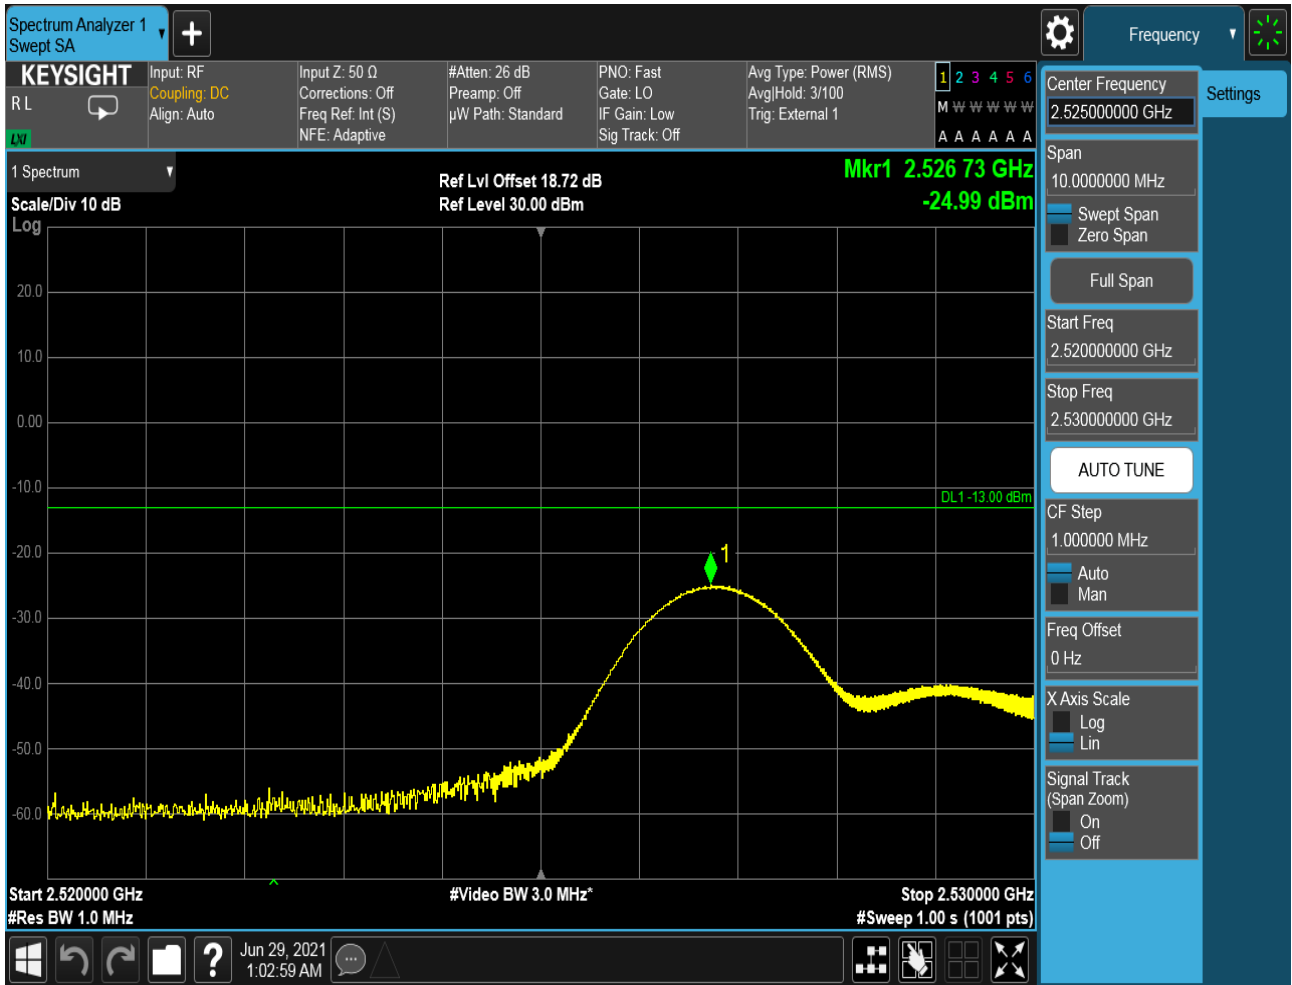 Spectrum Analyzer 1
Swept SA
Frequency
KEYSIGHT
R L
LXI
Input: RF
Coupling: DC
Align: Auto
Input Z: 50 Ω
Corrections: Off
Freq Ref: Int (S)
NFE: Adaptive
#Atten: 26 dB
Preamp: Off
µW Path: Standard
PNO: Fast
Gate: LO
IF Gain: Low
Sig Track: Off
Avg Type: Power (RMS)
Avg|Hold: 3/100
Trig: External 1
1 2 3 4 5 6
M W W W W W
A A A A A A
1 Spectrum
Scale/Div 10 dB
Log
Ref Lvl Offset 18.72 dB
Ref Level 30.00 dBm
Mkr1 2.526 73 GHz
-24.99 dBm
20.0
10.0
0.00
-10.0
-20.0
-30.0
-40.0
-50.0
-60.0
DL1 -13.00 dBm
1
Start 2.520000 GHz
#Res BW 1.0 MHz
#Video BW 3.0 MHz*
Stop 2.530000 GHz
#Sweep 1.00 s (1001 pts)
Center Frequency
2.525000000 GHz
Settings
Span
10.0000000 MHz
Swept Span
Zero Span
Full Span
Start Freq
2.520000000 GHz
Stop Freq
2.530000000 GHz
AUTO TUNE
CF Step
1.000000 MHz
Auto
Man
Freq Offset
0 Hz
X Axis Scale
Log
Lin
Signal Track
(Span Zoom)
On
Off
?
Jun 29, 2021
1:02:59 AM